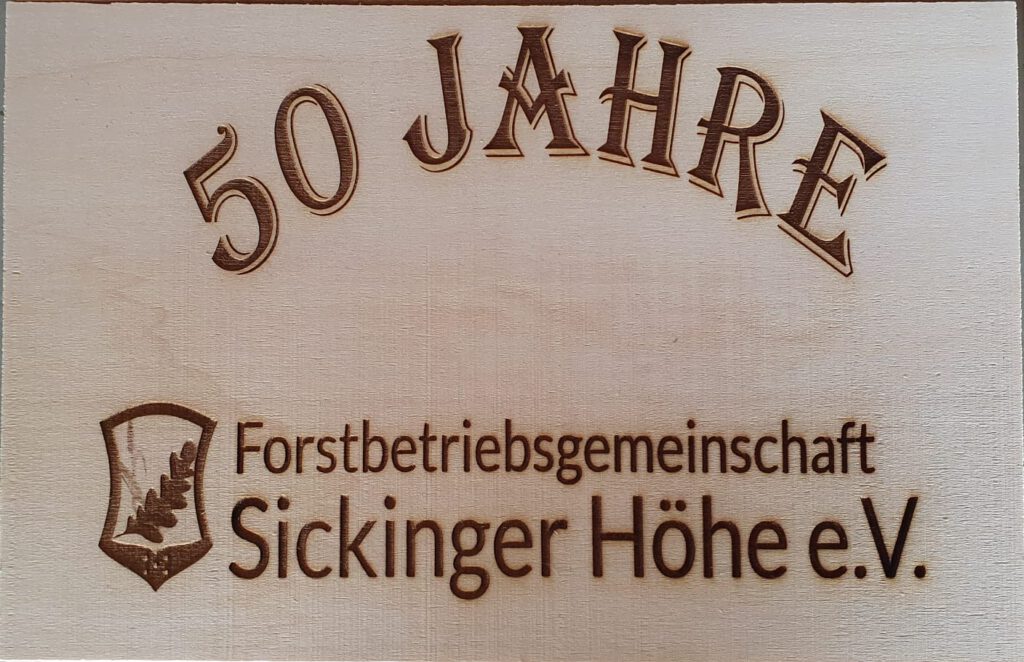 50 JAHRE
Forstbetriebsgemeinschaft
Sickinger Höhe e.V.